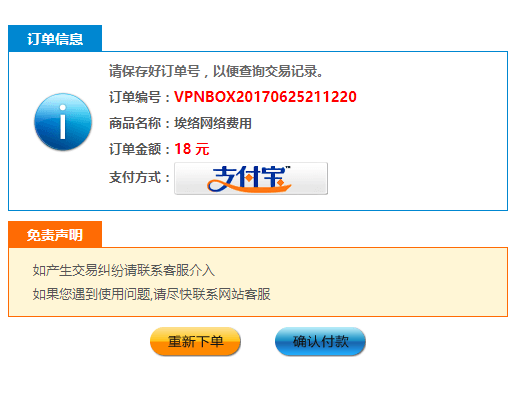 订单信息
请保存好订单号，以便查询交易记录。
订单编号：VPNBOX20170625211220
商品名称：埃络网络费用
订单金额：18 元
支付方式：支付宝™
免责声明
如产生交易纠纷请联系客服介入
如果您遇到使用问题,请尽快联系网站客服
重新下单 确认付款